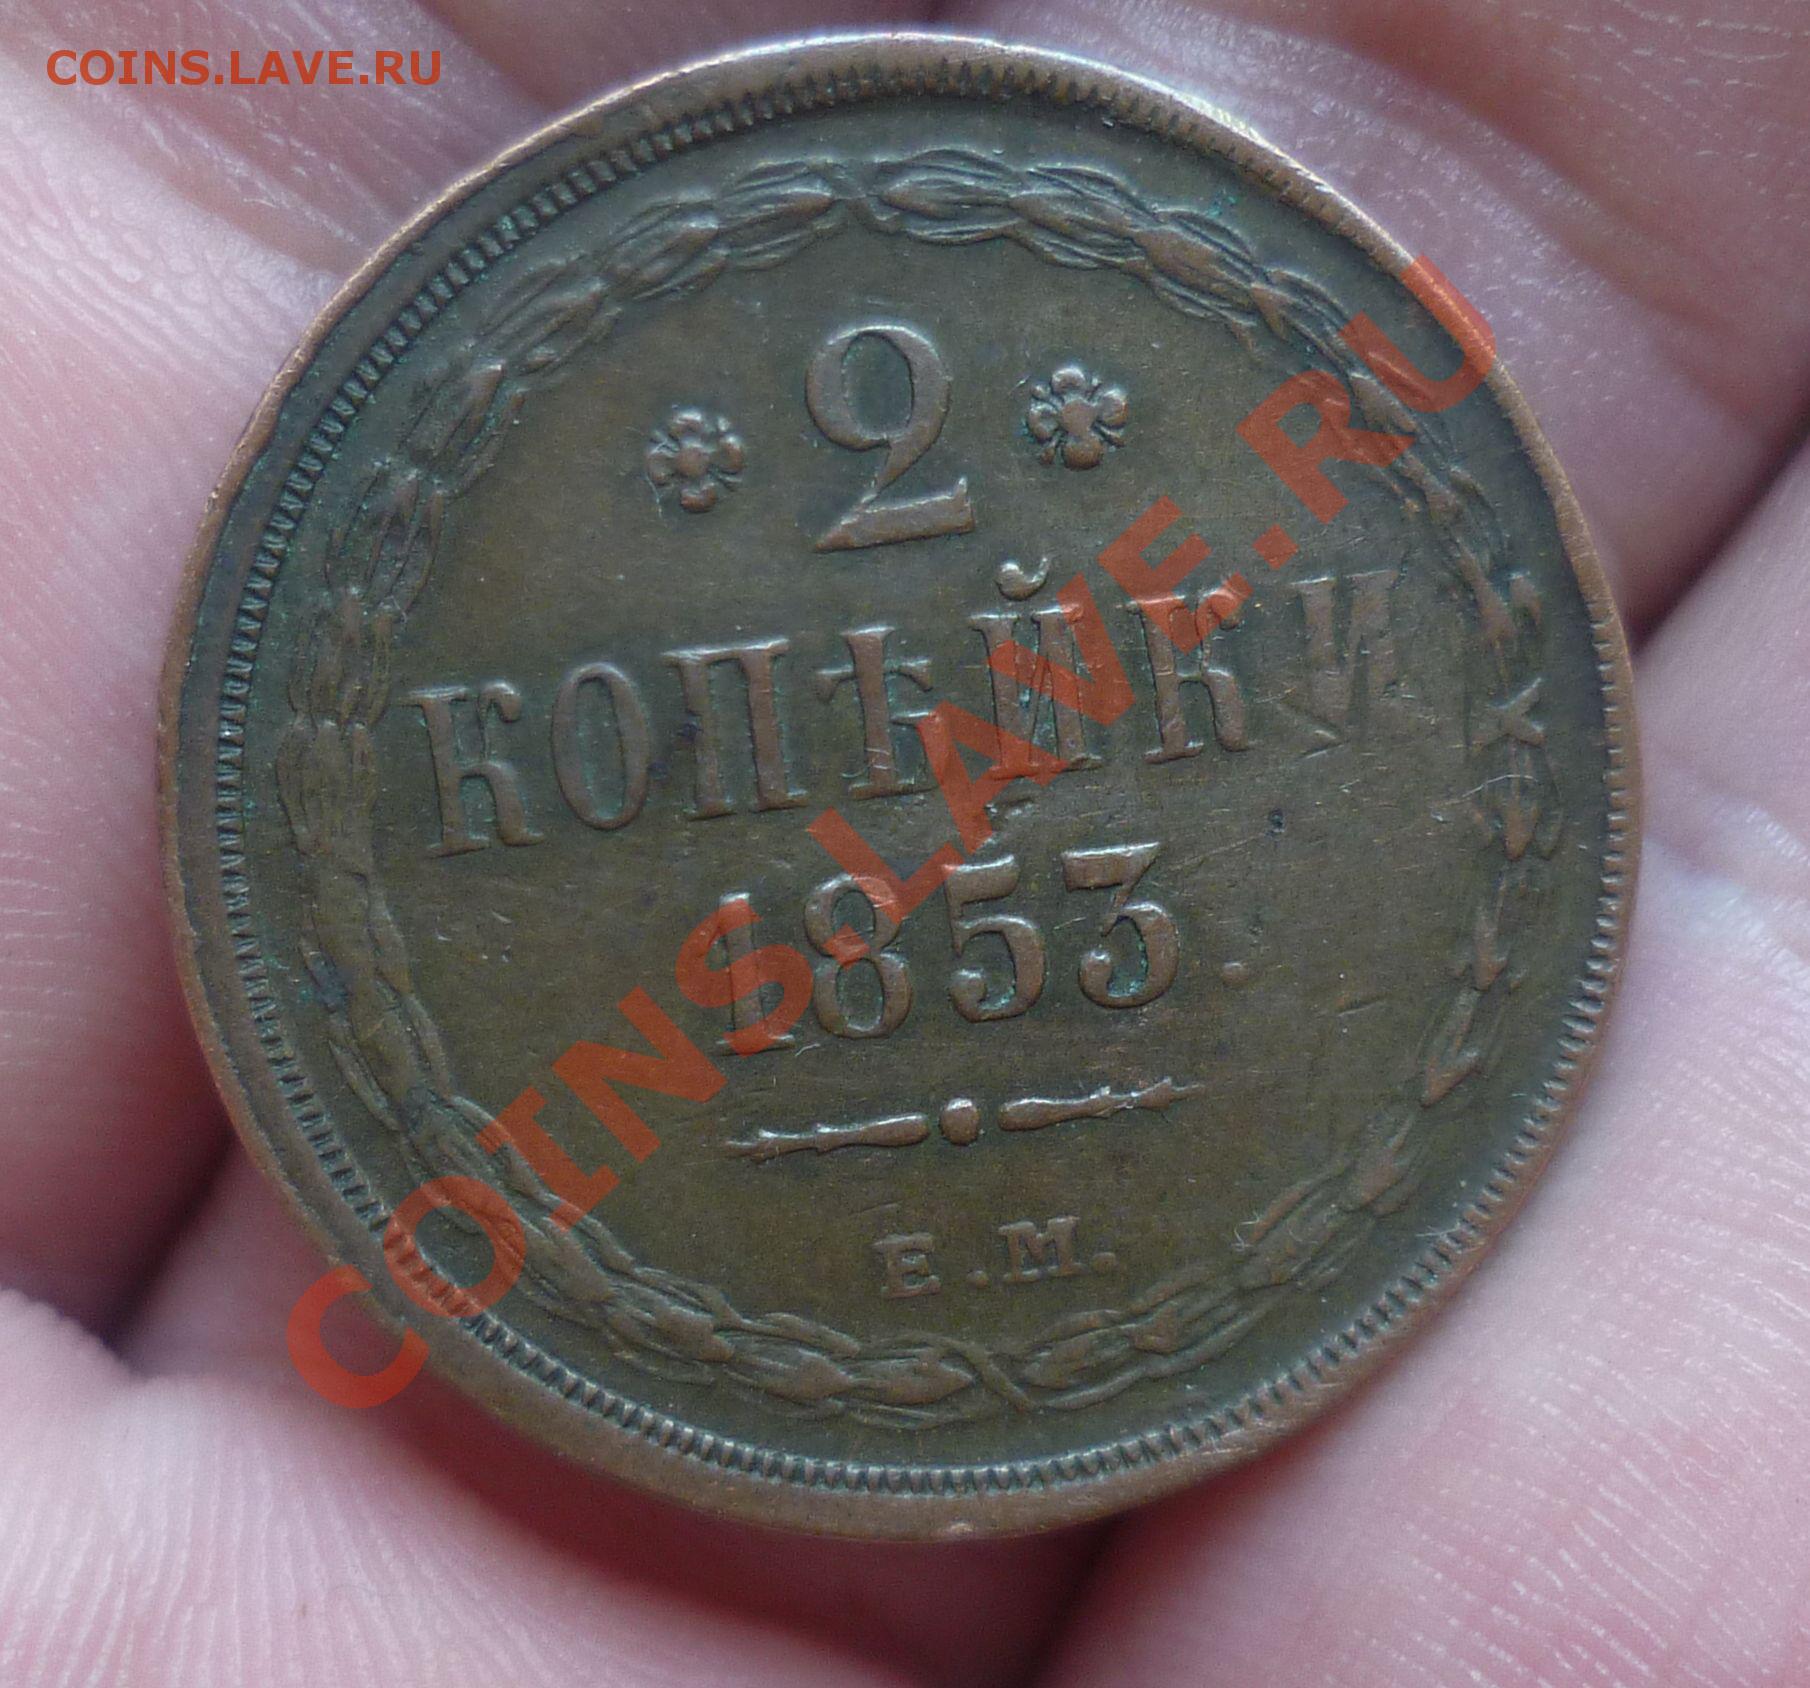 COINS.LAVE.RU
2
КОПѢЙКИ
1853.
Е.М.
COINS.LAVE.RU